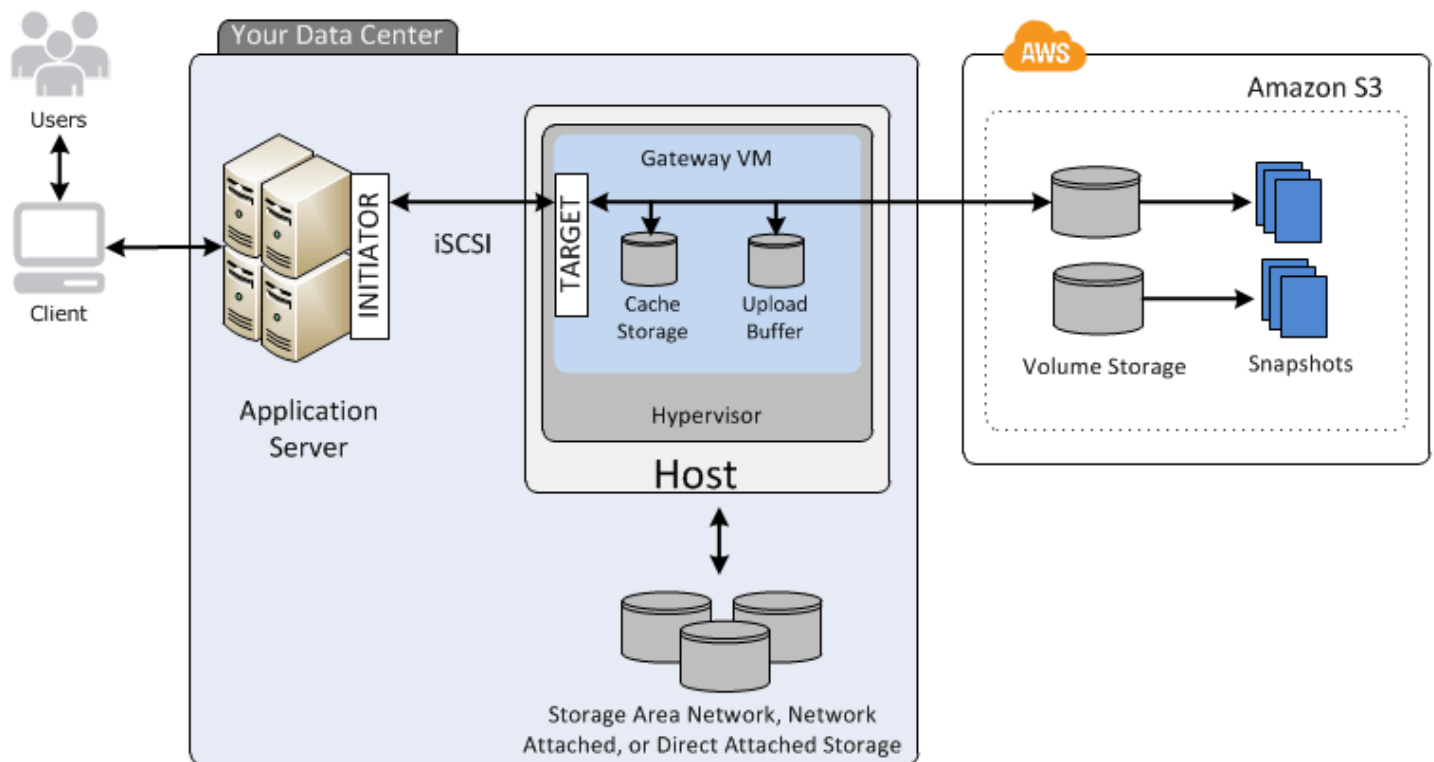 Your Data Center
AWS
Amazon S3
Users
Gateway VM
INITIATOR
iSCSI
TARGET
Cache
Storage
Upload
Buffer
Client
Volume Storage
Snapshots
Application
Server
Hypervisor
Host
Storage Area Network, Network
Attached, or Direct Attached Storage